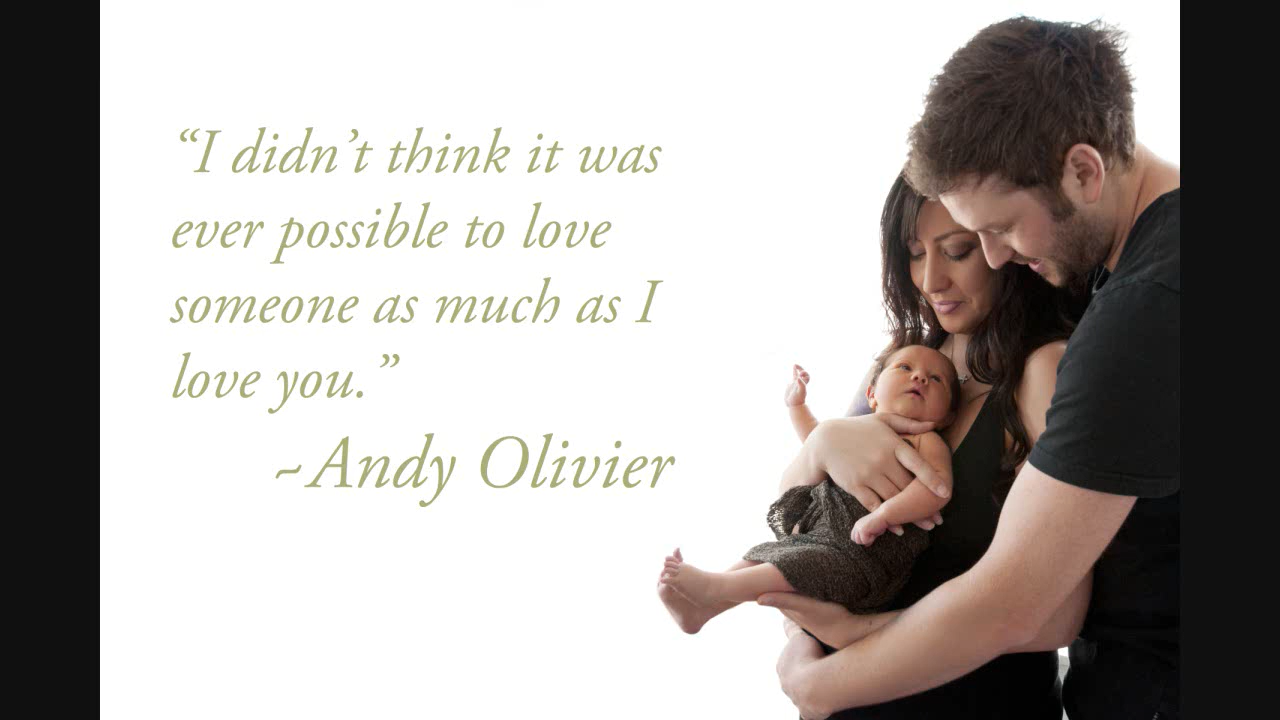 “I didn’t think it was
ever possible to love
someone as much as I
love you.”
~Andy Olivier